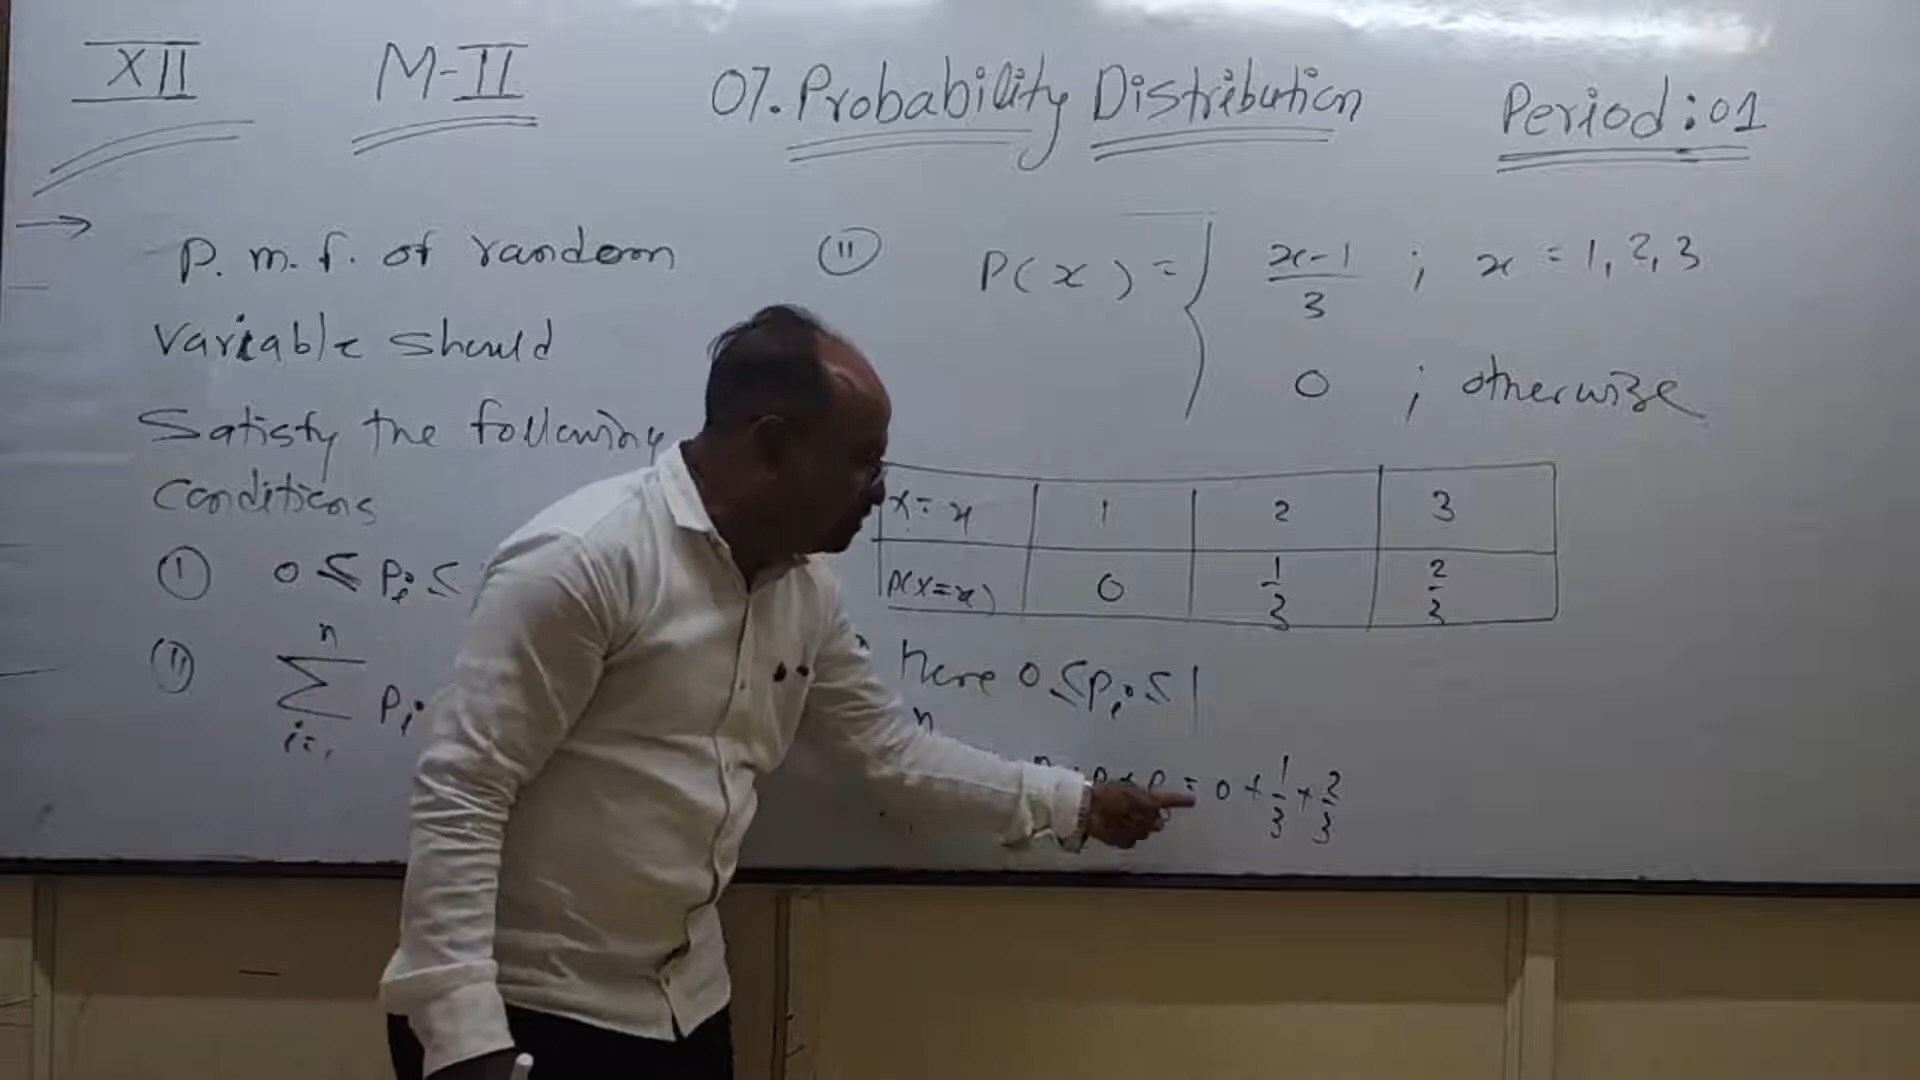 XII M-II 07. Probability Distribution Period: 01
→ P. m. f. of random
variable should
Satisfy the following
conditions
(I) 0 ≤ Pi ≤
(II) n
∑ Pi
i=1
(II) P(x) = { x-1/3 ; x = 1, 2, 3
0 ; otherwise
X = x 1 2 3
P(X=x) 0 1/3 2/3
Here 0 ≤ Pi ≤ 1
n
= 0 + 1/3 + 2/3